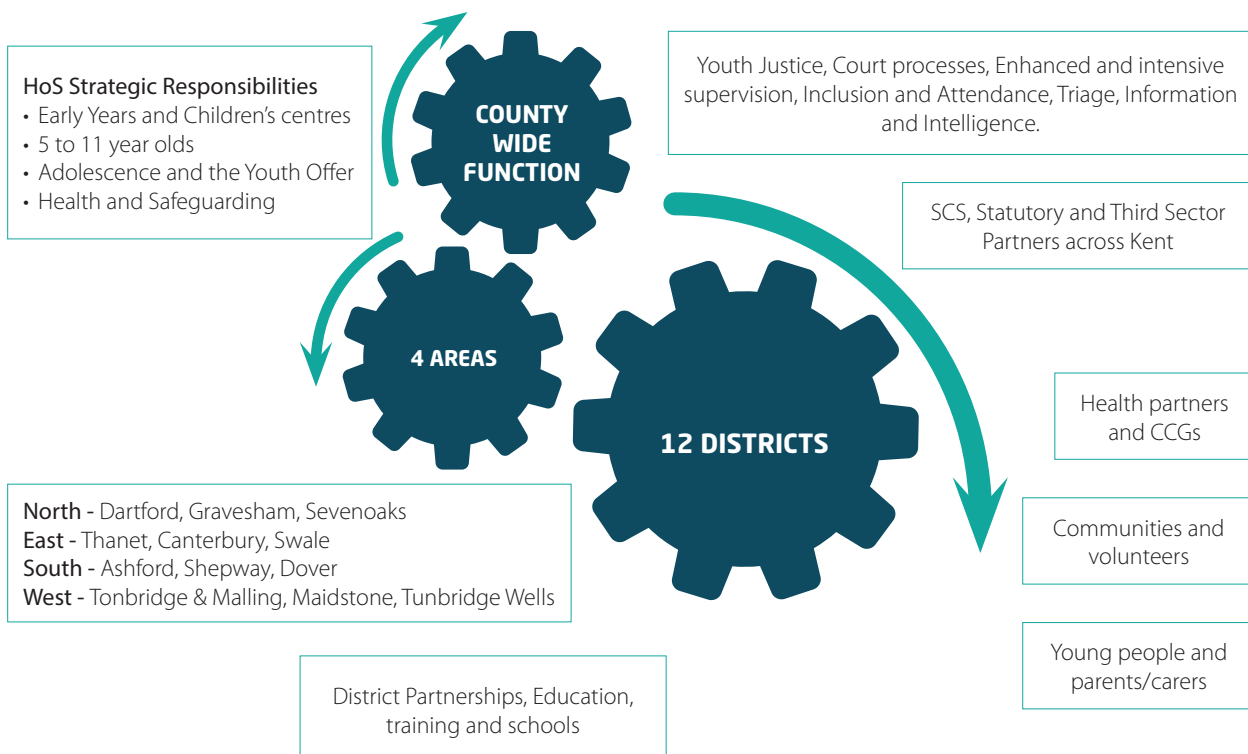 HoS Strategic Responsibilities
• Early Years and Children's centres
• 5 to 11 year olds
• Adolescence and the Youth Offer
• Health and Safeguarding
COUNTY
WIDE
FUNCTION
Youth Justice, Court processes, Enhanced and intensive
supervision, Inclusion and Attendance, Triage, Information
and Intelligence.
SCS, Statutory and Third Sector
Partners across Kent
4 AREAS
12 DISTRICTS
Health partners
and CCGs
North - Dartford, Gravesham, Sevenoaks
East - Thanet, Canterbury, Swale
South - Ashford, Shepway, Dover
West - Tonbridge & Malling, Maidstone, Tunbridge Wells
Communities and
volunteers
Young people and
parents/carers
District Partnerships, Education,
training and schools